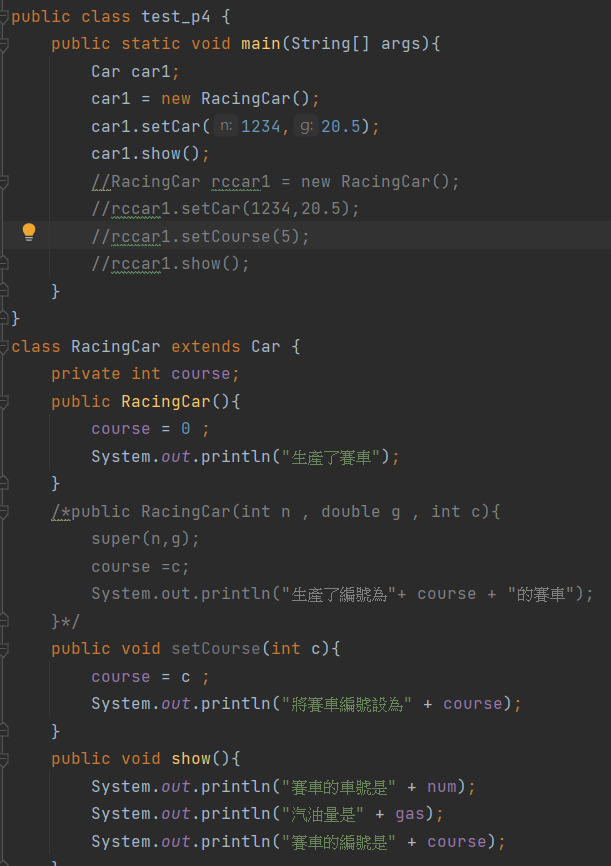 public class test_p4 {
public static void main(String[] args){
Car car1;
car1 = new RacingCar();
car1.setCar( n: 1234, g: 20.5);
car1.show();
//RacingCar rccar1 = new RacingCar();
//rccar1.setCar(1234,20.5);
//rccar1.setCourse(5);
//rccar1.show();
}
}
class RacingCar extends Car {
private int course;
public RacingCar(){
course = 0 ;
System.out.println("生產了賽車");
}
/*public RacingCar(int n , double g , int c){
super(n,g);
course =c;
System.out.println("生產了編號為"+ course + "的賽車");
}*/
public void setCourse(int c){
course = c ;
System.out.println("將賽車編號設為" + course);
}
public void show(){
System.out.println("賽車的車號是" + num);
System.out.println("汽油量是" + gas);
System.out.println("賽車的編號是" + course);
}